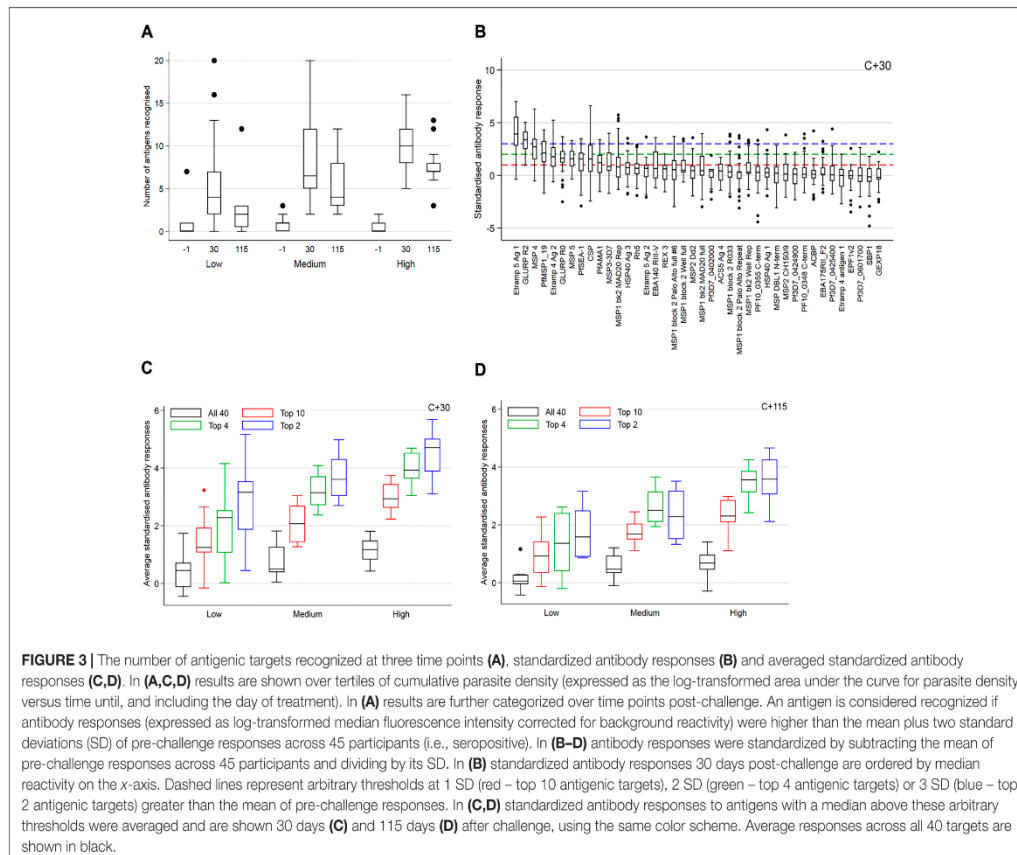 A
Number of antigens recognised
20
15
10
5
0
-1 30 115 -1 30 115 -1 30 115
Low Medium High
B
C+30
Standardised antibody response
10
5
0
-5
Etramp 5 Ag 1
GLURP R2
MSP 4
PfMSP1_19
Etramp 4 Ag 2
GLURP R0
MSP 5
PfSEA-1
CSP
PfAMA1
MSP3-3D7
MSP1 bk2 MAD20 Rep
HSP40 Ag 3
Rh5
Etramp 5 Ag 2
EBA140 RIII-V
REX 3
MSP1 block 2 Palo Alto full #6
MSP1 block 2 Well full
MSP2 Dd2
MSP1 bk2 MAD20 full
Pf3D7_0402000
ACS5 Ag 4
MSP1 block 2 R033
MSP1 block 2 Palo Alto Repeat
MSP1 bk2 Well Rep
PF10_0355 C-term
HSP40 Ag 1
MSP DBL1 N-term
MSP2 CH150/9
Pf3D7_0424900
PF10_0348 C-term
ACBP
EBA175RII_F2
Pf3D7_0425400
Etramp 4 antigen 1
EPF1v2
Pf3D7_0601700
SBP1
GEXP18
C
C+30
All 40 Top 10
Top 4 Top 2
Average standardised antibody responses
6
4
2
0
Low Medium High
D
C+115
All 40 Top 10
Top 4 Top 2
Average standardised antibody responses
6
4
2
0
Low Medium High
FIGURE 3 | The number of antigenic targets recognized at three time points (A), standardized antibody responses (B) and averaged standardized antibody
responses (C,D). In (A,C,D) results are shown over tertiles of cumulative parasite density (expressed as the log-transformed area under the curve for parasite density
versus time until, and including the day of treatment). In (A) results are further categorized over time points post-challenge. An antigen is considered recognized if
antibody responses (expressed as log-transformed median fluorescence intensity corrected for background reactivity) were higher than the mean plus two standard
deviations (SD) of pre-challenge responses across 45 participants (i.e., seropositive). In (B–D) antibody responses were standardized by subtracting the mean of
pre-challenge responses across 45 participants and dividing by its SD. In (B) standardized antibody responses 30 days post-challenge are ordered by median
reactivity on the x-axis. Dashed lines represent arbitrary thresholds at 1 SD (red – top 10 antigenic targets), 2 SD (green – top 4 antigenic targets) or 3 SD (blue – top
2 antigenic targets) greater than the mean of pre-challenge responses. In (C,D) standardized antibody responses to antigens with a median above these arbitrary
thresholds were averaged and are shown 30 days (C) and 115 days (D) after challenge, using the same color scheme. Average responses across all 40 targets are
shown in black.